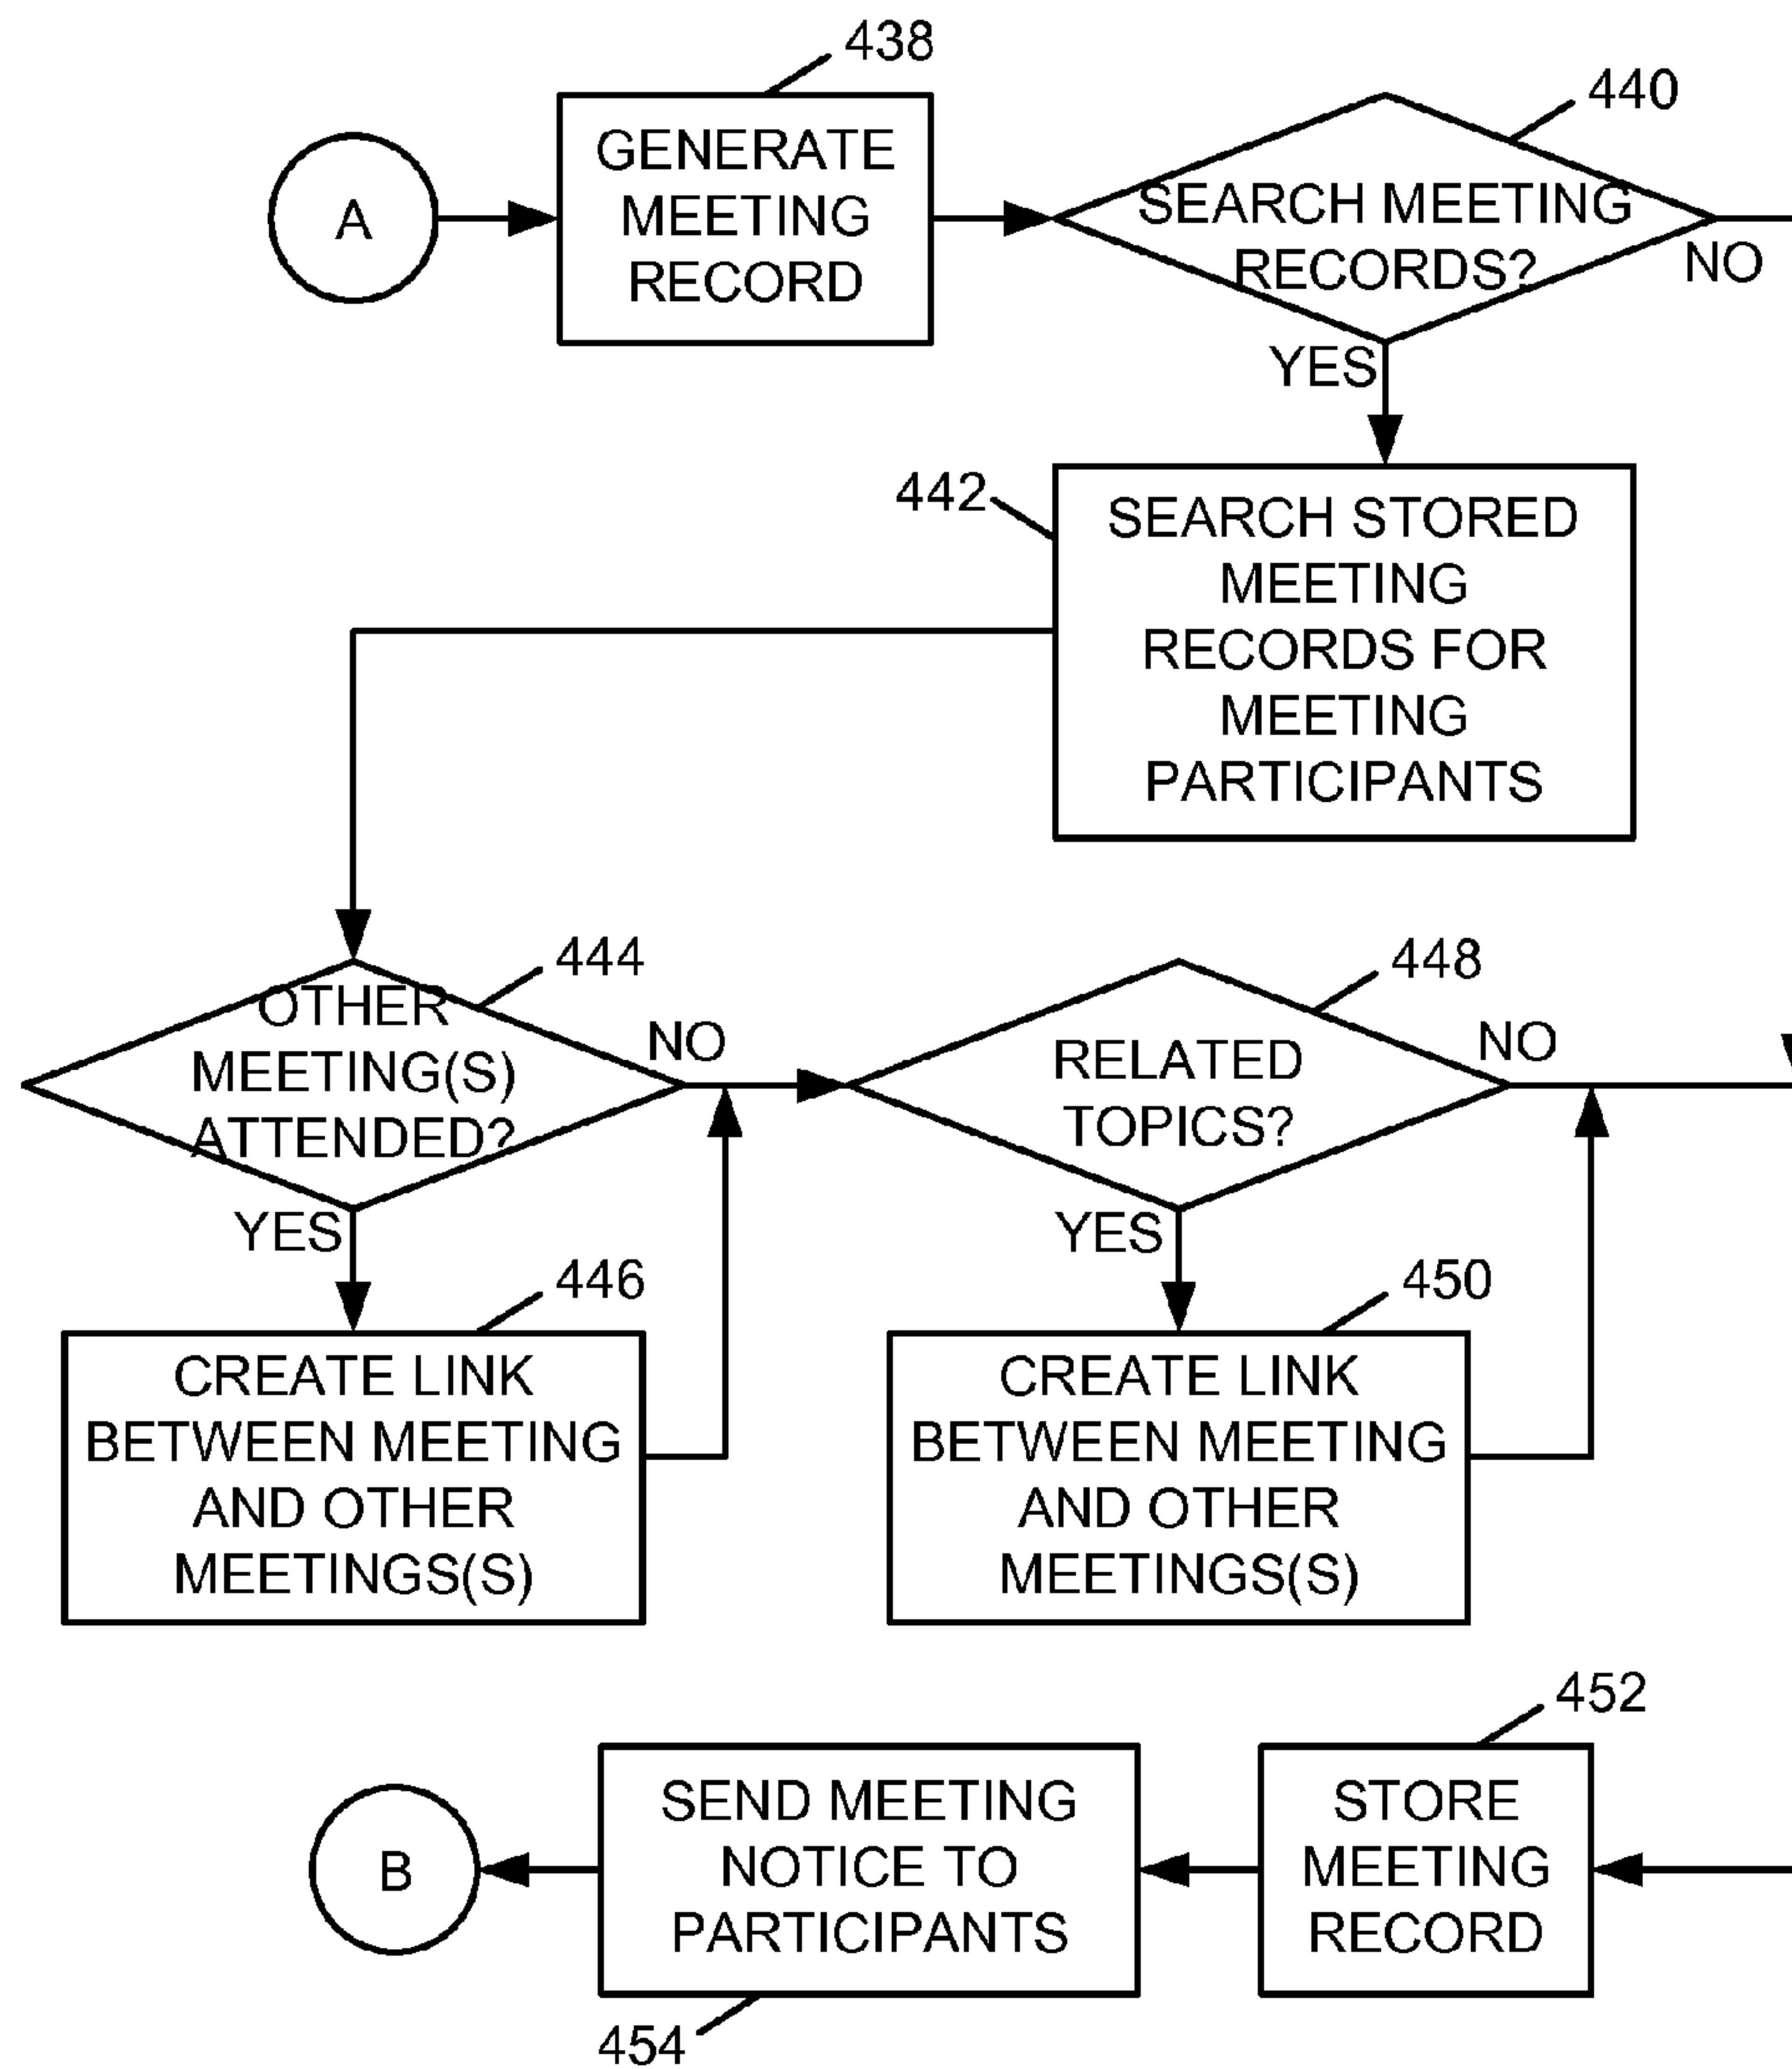 438
440
A
GENERATE
MEETING
RECORD
SEARCH MEETING
RECORDS?
NO
YES
442
SEARCH STORED
MEETING
RECORDS FOR
MEETING
PARTICIPANTS
444
OTHER
MEETING(S)
ATTENDED?
NO
YES
448
RELATED
TOPICS?
NO
YES
446
CREATE LINK
BETWEEN MEETING
AND OTHER
MEETINGS(S)
450
CREATE LINK
BETWEEN MEETING
AND OTHER
MEETINGS(S)
452
STORE
MEETING
RECORD
SEND MEETING
NOTICE TO
PARTICIPANTS
454
B